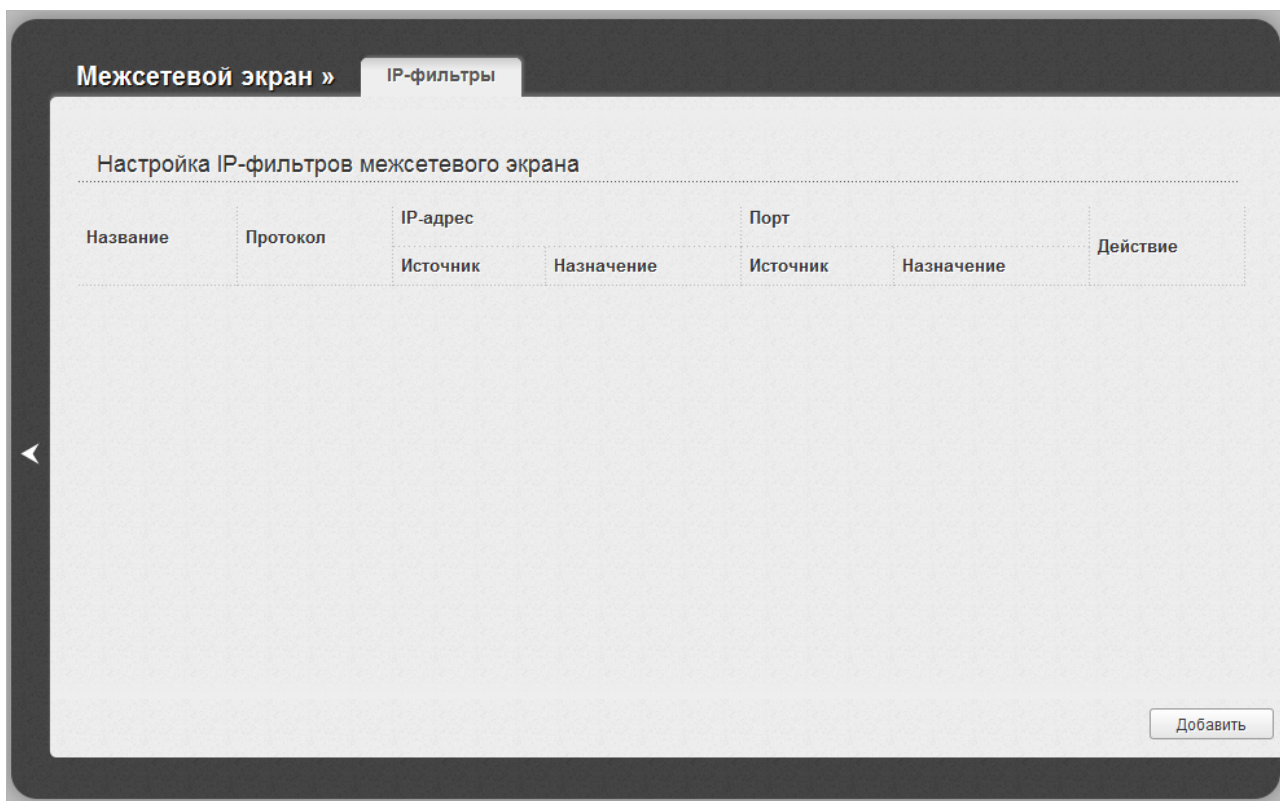 Межсетевой экран » IP-фильтры
Настройка IP-фильтров межсетевого экрана
Название Протокол IP-адрес Порт Действие
Источник Назначение Источник Назначение
Добавить